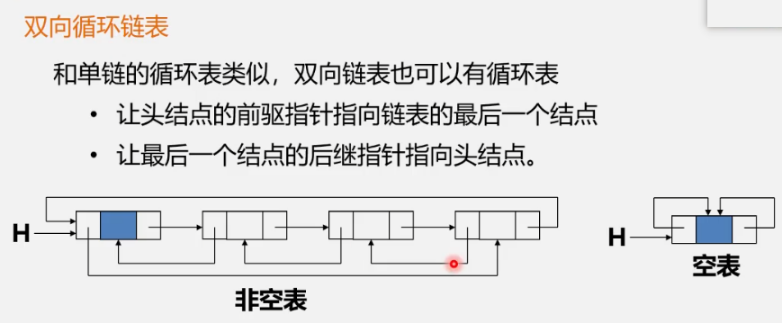 双向循环链表
和单链的循环表类似，双向链表也可以有循环表
• 让头结点的前驱指针指向链表的最后一个结点
• 让最后一个结点的后继指针指向头结点。
H
H
非空表
空表